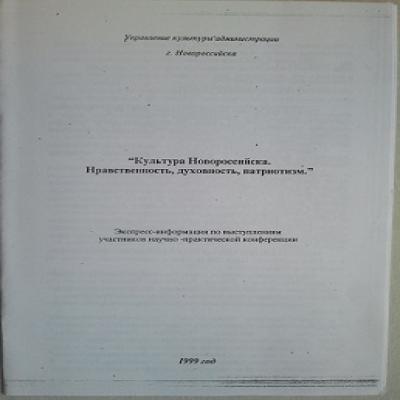 Управление культуры администрации
г. Новороссийска
“Культура Новороссийска.
Нравственность, духовность, патриотизм.”
Экспресс-информация по выступлениям
участников научно -практической конференции
1999 год